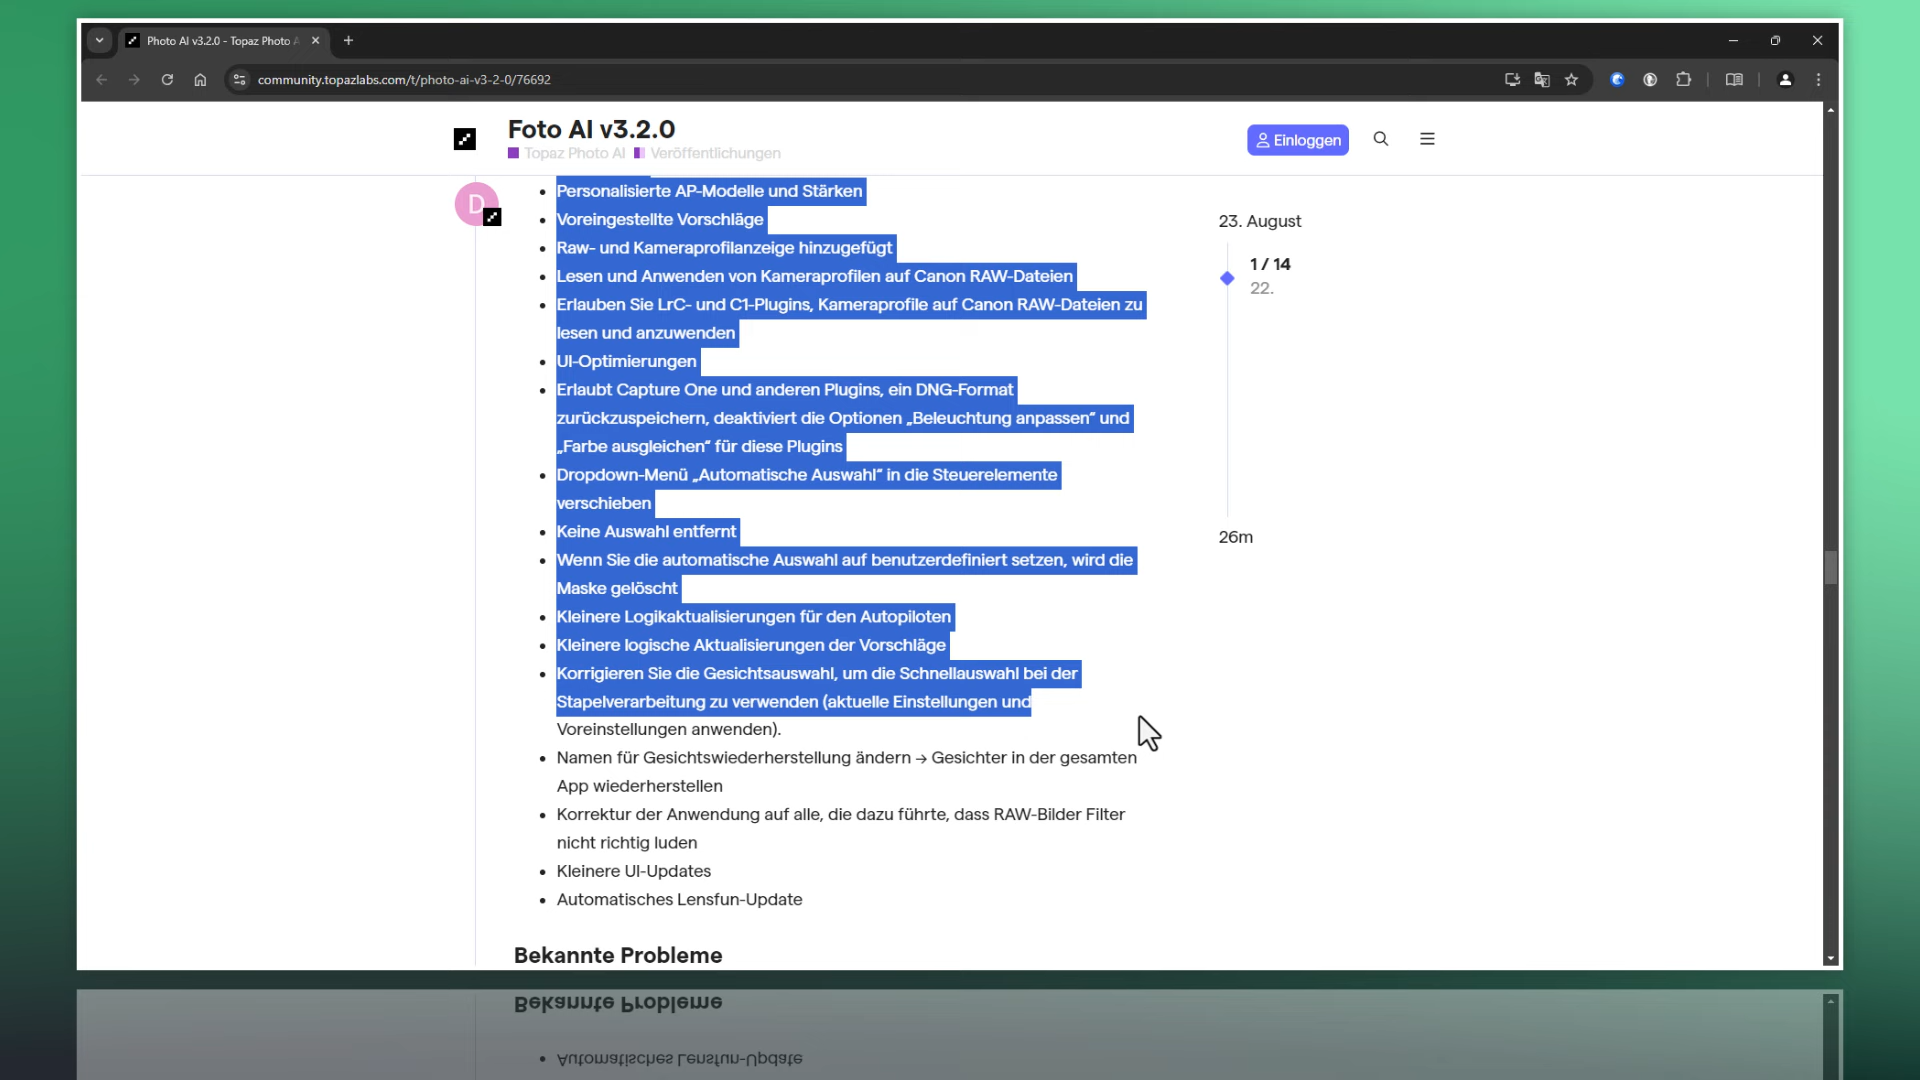 Photo AI v3.2.0 - Topaz Photo A
community.topazlabs.com/t/photo-ai-v3-2-0/76692
Foto AI v3.2.0
Topaz Photo AI Veröffentlichungen
Einloggen
D
• Personalisierte AP-Modelle und Stärken
• Voreingestellte Vorschläge
• Raw- und Kameraprofilanzeige hinzugefügt
• Lesen und Anwenden von Kameraprofilen auf Canon RAW-Dateien
• Erlauben Sie LrC- und C1-Plugins, Kameraprofile auf Canon RAW-Dateien zu
lesen und anzuwenden
• UI-Optimierungen
• Erlaubt Capture One und anderen Plugins, ein DNG-Format
zurückzuspeichern, deaktiviert die Optionen „Beleuchtung anpassen“ und
„Farbe ausgleichen“ für diese Plugins
• Dropdown-Menü „Automatische Auswahl“ in die Steuerelemente
verschieben
• Keine Auswahl entfernt
• Wenn Sie die automatische Auswahl auf benutzerdefiniert setzen, wird die
Maske gelöscht
• Kleinere Logikaktualisierungen für den Autopiloten
• Kleinere logische Aktualisierungen der Vorschläge
• Korrigieren Sie die Gesichtsauswahl, um die Schnellauswahl bei der
Stapelverarbeitung zu verwenden (aktuelle Einstellungen und
Voreinstellungen anwenden).
• Namen für Gesichtswiederherstellung ändern → Gesichter in der gesamten
App wiederherstellen
• Korrektur der Anwendung auf alle, die dazu führte, dass RAW-Bilder Filter
nicht richtig luden
• Kleinere UI-Updates
• Automatisches Lensfun-Update
Bekannte Probleme
23. August
1 / 14
22.
26m
Bekannte Probleme
• Automatisches Lensfun-Update